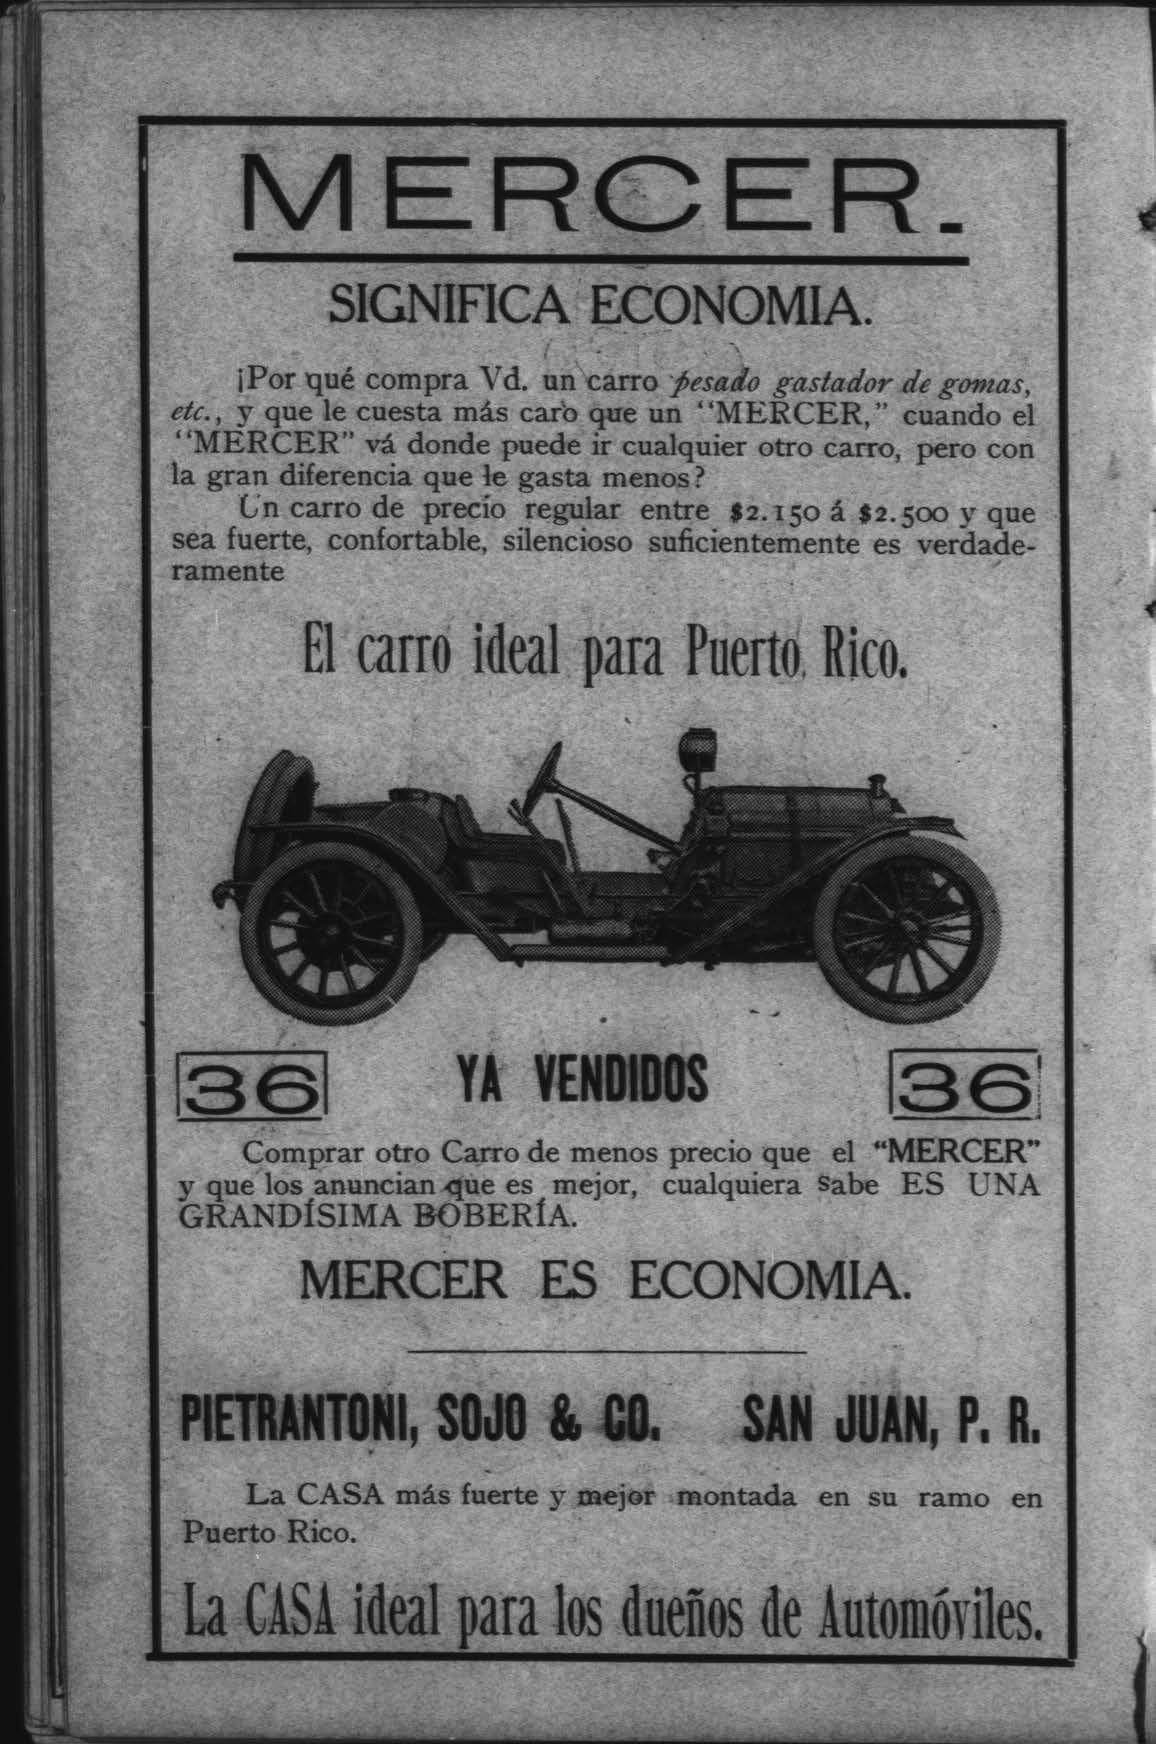 MERCER.
SIGNIFICA ECONOMIA.
¡Por qué compra Vd. un carro pesado gastador de gomas,
etc., y que le cuesta más caro que un "MERCER," cuando el
"MERCER" vá donde puede ir cualquier otro carro, pero con
la gran diferencia que le gasta menos?
Un carro de precio regular entre $2.150 á $2.500 y que
sea fuerte, confortable, silencioso suficientemente es verdade-
ramente
El carro ideal para Puerto Rico.
36 YA VENDIDOS 36
Comprar otro Carro de menos precio que el "MERCER"
y que los anuncian que es mejor, cualquiera sabe ES UNA
GRANDÍSIMA BOBERÍA.
MERCER ES ECONOMIA.
PIETRANTONI, SOJO & CO. SAN JUAN, P. R.
La CASA más fuerte y mejor montada en su ramo en
Puerto Rico.
La CASA ideal para los dueños de Automóviles.